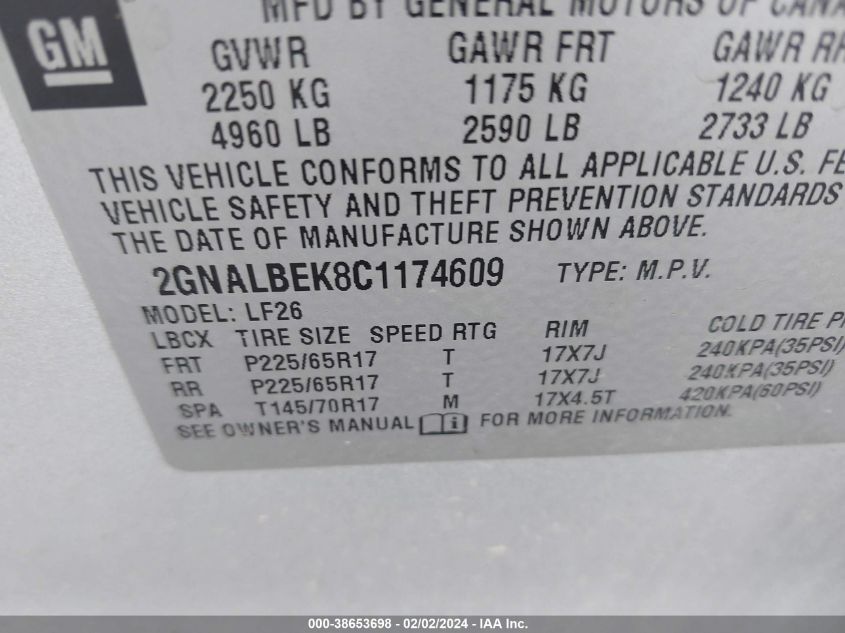 GM
MFD BY GENERAL MOTORS OF CANA
GVWR GAWR FRT GAWR RR
2250 KG 1175 KG 1240 KG
4960 LB 2590 LB 2733 LB
THIS VEHICLE CONFORMS TO ALL APPLICABLE U.S. FE
VEHICLE SAFETY AND THEFT PREVENTION STANDARDS
THE DATE OF MANUFACTURE SHOWN ABOVE.
2GNALBEK8C1174609 TYPE: M.P.V.
MODEL: LF26
LBCX TIRE SIZE SPEED RTG RIM COLD TIRE P
FRT P225/65R17 T 17X7J 240KPA(35PSI)
RR P225/65R17 T 17X7J 240KPA(35PSI)
SPA T145/70R17 M 17X4.5T 420KPA(60PSI)
SEE OWNER'S MANUAL i FOR MORE INFORMATION.
000-38653698 - 02/02/2024 - IAA Inc.